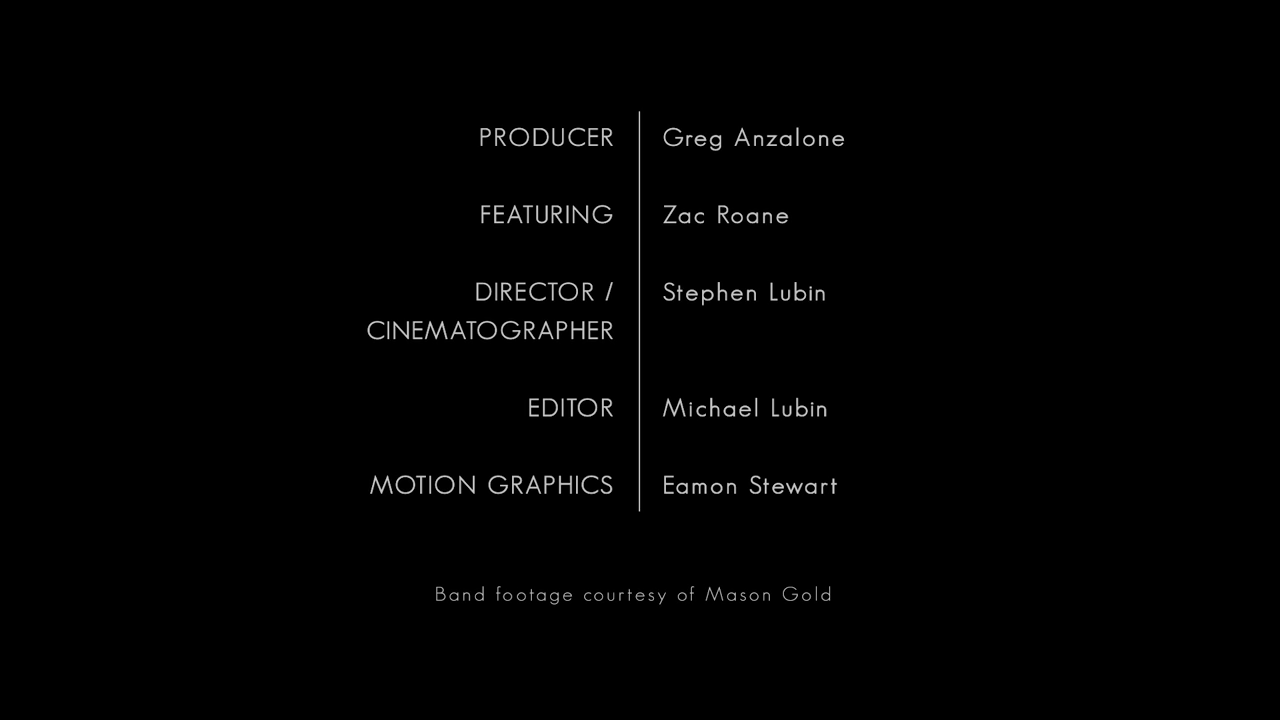 PRODUCER Greg Anzalone
FEATURING Zac Roane
DIRECTOR / Stephen Lubin
CINEMATOGRAPHER
EDITOR Michael Lubin
MOTION GRAPHICS Eamon Stewart
Band footage courtesy of Mason Gold